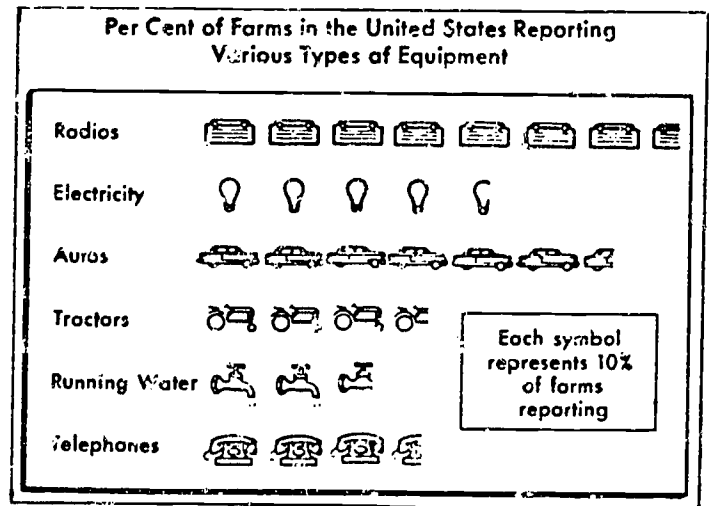 Per Cent of Farms in the United States Reporting
Various Types of Equipment
Radios
Electricity
Autos
Tractors
Each symbol
represents 10%
of farms
reporting
Running Water
Telephones